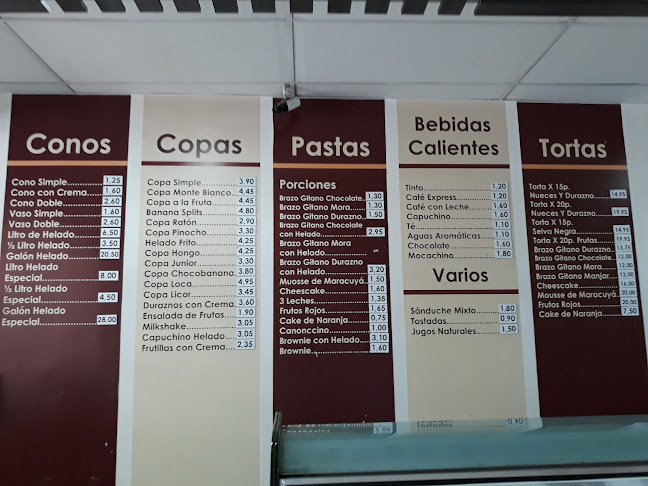 Conos
Cono Simple 1,25
Cono con Crema 1,60
Cono Doble 2,60
Vaso Simple 1,60
Vaso Doble 2,60
Litro Helado 6,50
½ Litro Helado 3,50
Galón Helado 20,50
Litro Helado
Especial 8,00
½ Litro Helado
Especial 4,50
Galón Helado
Especial 28,00
Copas
Copa Simple 3,90
Copa Monte Bianco 4,45
Copa a la Fruta 4,45
Banana Splits 4,80
Copa Ratón 2,90
Copa Pinocho 3,30
Helado Frito 4,25
Copa Hongo 4,25
Copa Junior 3,30
Copa Chocobanana 3,80
Copa Loca 4,95
Copa Licor 3,45
Duraznos con Crema 3,60
Ensalada de Frutas 1,90
Milkshake 3,05
Capuchino Helado 3,05
Frutillas con Crema 2,35
Pastas
Porciones
Brazo Gitano Chocolate 1,30
Brazo Gitano Mora 1,30
Brazo Gitano Durazno 1,50
Brazo Gitano Chocolate
con Helado 2,95
Brazo Gitano Mora
con Helado
Brazo Gitano Durazno
con Helado 3,20
Muosse de Maracuyá 1,50
Cheescake 1,60
3 Leches 1,35
Frutos Rojos 1,65
Cake de Naranja 0,75
Canonccino 1,00
Brownie con Helado 3,10
Brownie 1,60
Bebidas
Calientes
Tinto 1,20
Café Express 1,20
Café con Leche 1,60
Capuchino 1,60
Té 1,10
Aguas Aromáticas 1,10
Chocolate 1,60
Mocachino 1,80
Varios
Sánduche Mixto 1,80
Tostadas 0,90
Jugos Naturales 1,50
Tortas
Torta X 15p.
Nueces Y Durazno 14,95
Torta X 20p.
Nueces Y Durazno 19,95
Torta X 15p.
Selva Negra 14,95
Torta X 20p. Frutas 19,95
Brazo Gitano Durazno 13,75
Brazo Gitano Chocolate 12,00
Brazo Gitano Mora 12,00
Brazo Gitano Manjar 12,00
Cheescake 16,00
Mousse de Maracuyá 20,00
Frutos Rojos 20,00
Cake de Naranja 7,50